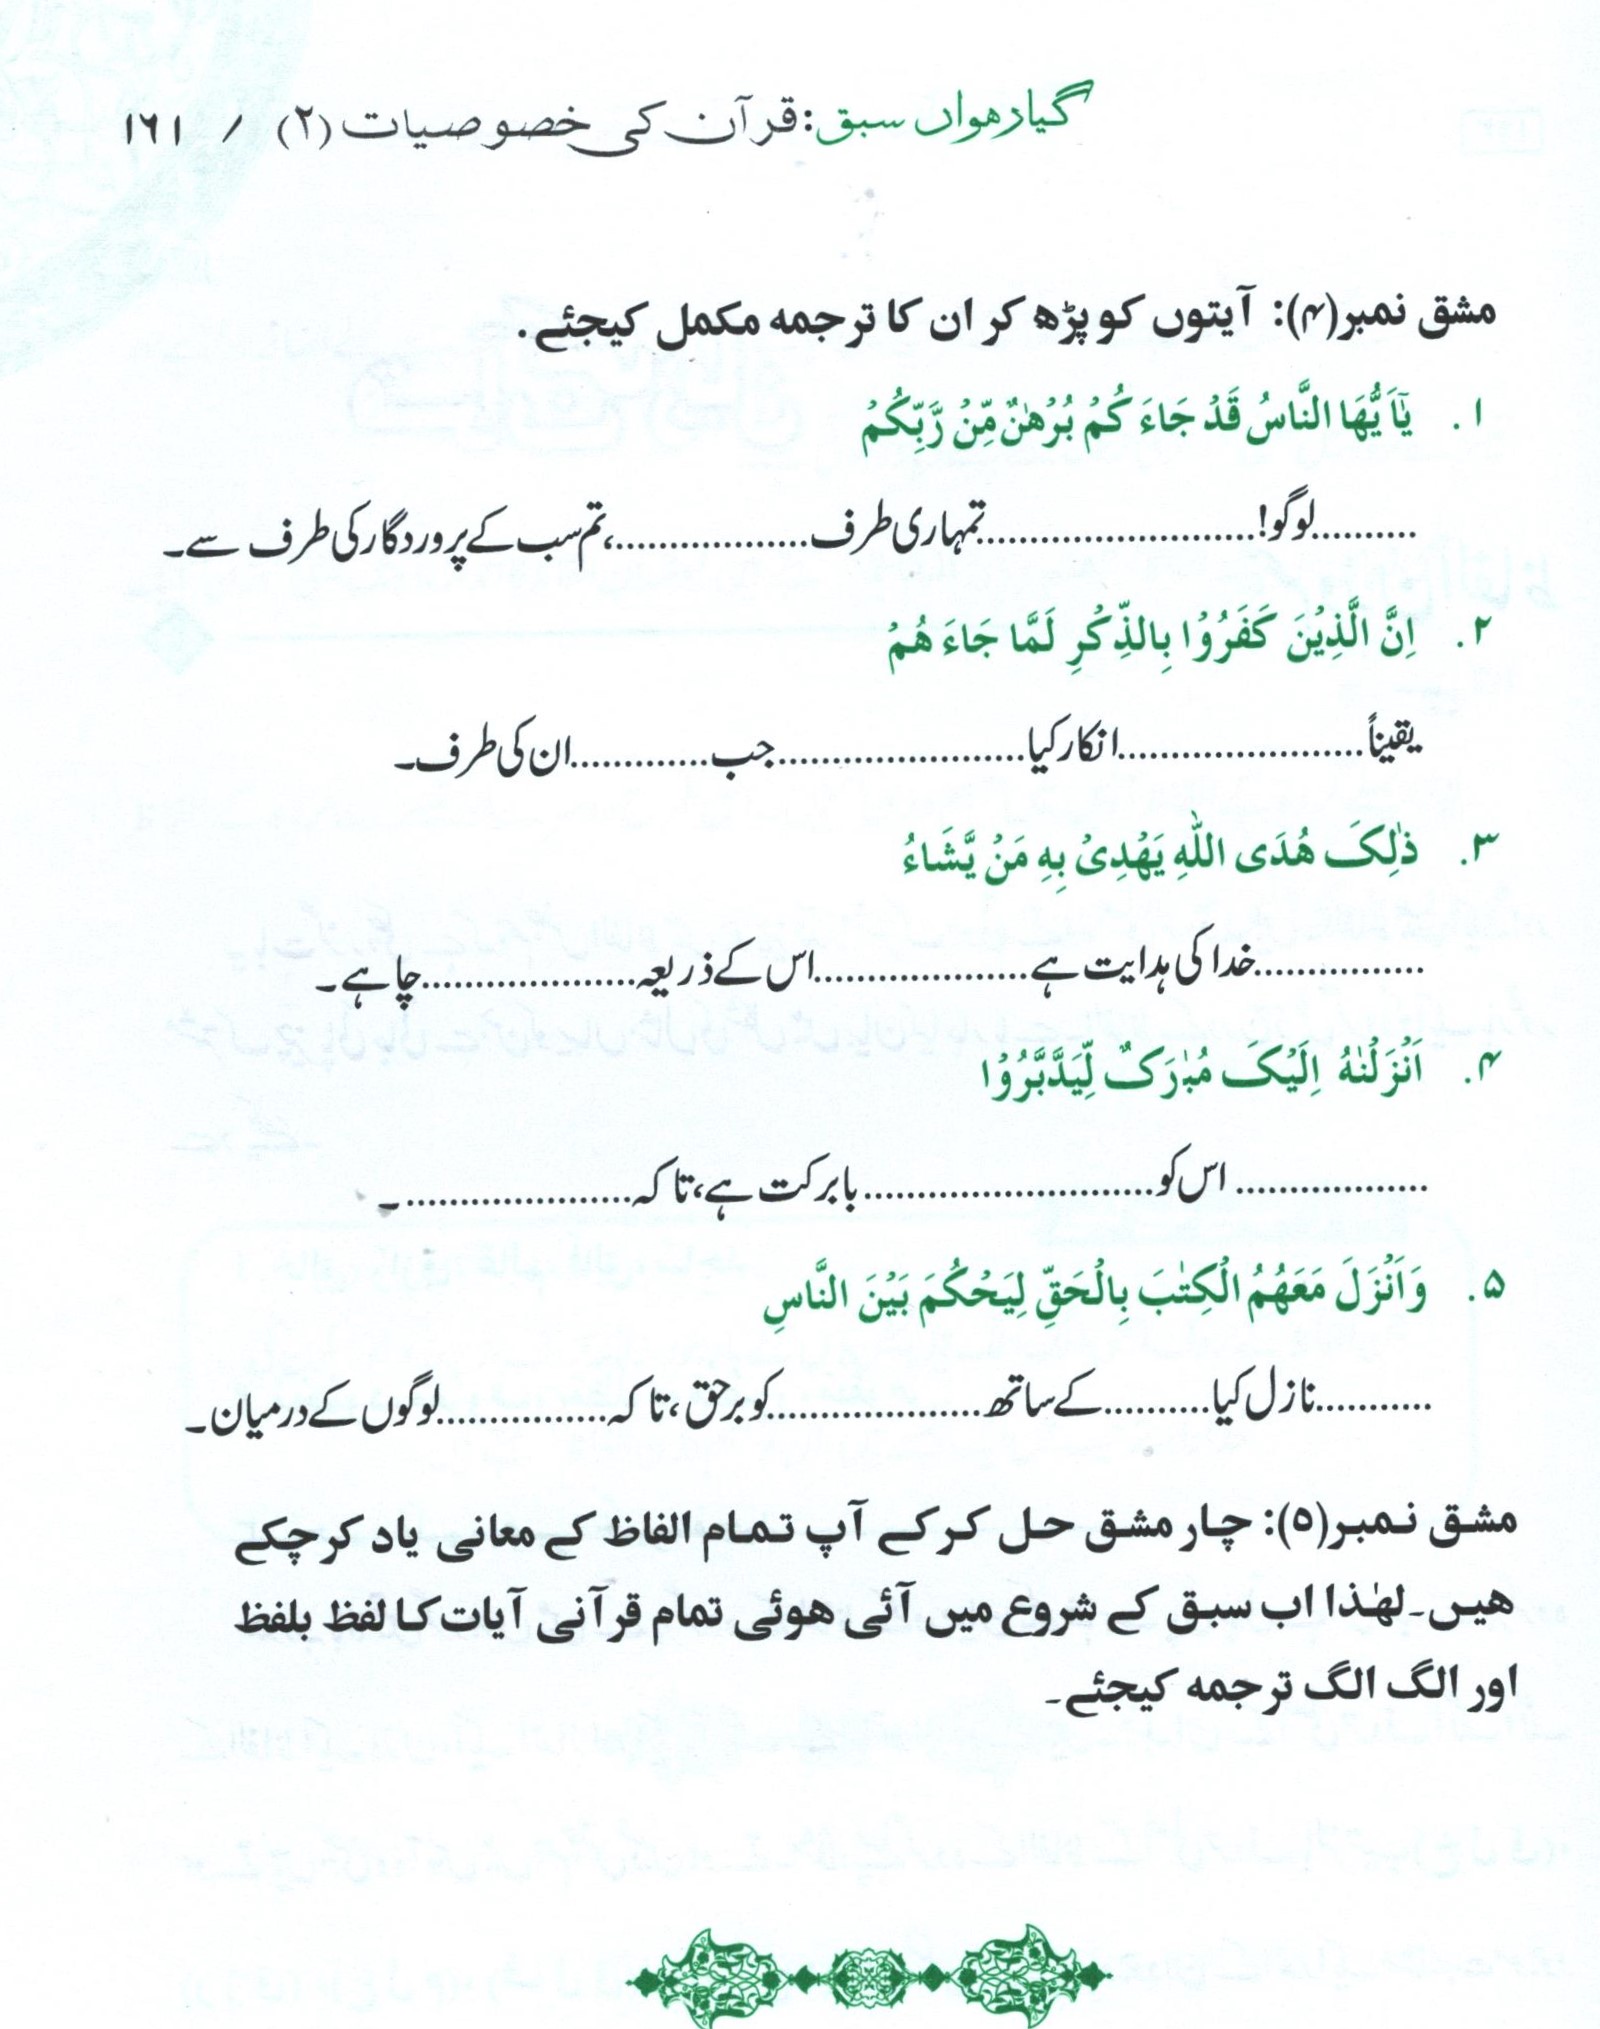 گیارھواں سبق: قرآن کی خصوصیات (۲) / ۱۶۱
مشق نمبر(۴): آیتوں کو پڑھ کر ان کا ترجمہ مکمل کیجئے.
۱. یٰۤاَیُّهَا النَّاسُ قَدْ جَاءَ کُمْ بُرْهٰنٌ مِّنْ رَّبِّکُمْ
..........لوگو!..........................تمہاری طرف..................،تم سب کے پروردگار کی طرف سے۔
۲. اِنَّ الَّذِیْنَ کَفَرُوْا بِالذِّکْرِ لَمَّا جَاءَ هُمْ
یقیناً.......................انکار کیا........................جب.............ان کی طرف۔
۳. ذٰلِکَ هُدَی اللّٰهِ یَهْدِیْ بِهٖ مَنْ یَّشَاءُ
................خدا کی ہدایت ہے....................اس کے ذریعہ....................چاہے۔
۴. اَنْزَلْنٰهُ اِلَیْکَ مُبٰرَکٌ لِّیَدَّبَّرُوْا
.................. اس کو...........................بابرکت ہے،تاکہ.....................۔
۵. وَاَنْزَلَ مَعَهُمُ الْکِتٰبَ بِالْحَقِّ لِیَحْکُمَ بَیْنَ النَّاسِ
...........نازل کیا..........کے ساتھ....................کو برحق،تاکہ................لوگوں کے درمیان۔
مشق نمبر(۵): چار مشق حل کرکے آپ تمام الفاظ کے معانی یاد کرچکے
ھیں۔لھٰذا اب سبق کے شروع میں آئی ھوئی تمام قرآنی آیات کا لفظ بلفظ
اور الگ الگ ترجمہ کیجئے۔